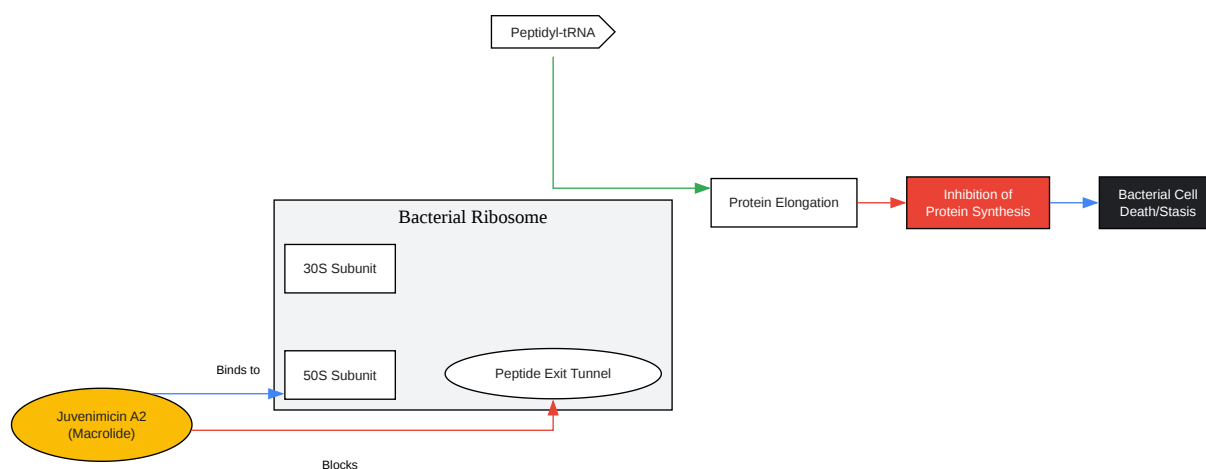 Peptidyl-tRNA
Protein Elongation
Inhibition of
Protein Synthesis
Bacterial Cell
Death/Stasis
Bacterial Ribosome
30S Subunit
50S Subunit
Peptide Exit Tunnel
Binds to
Juvenimicin A2
(Macrolide)
Blocks